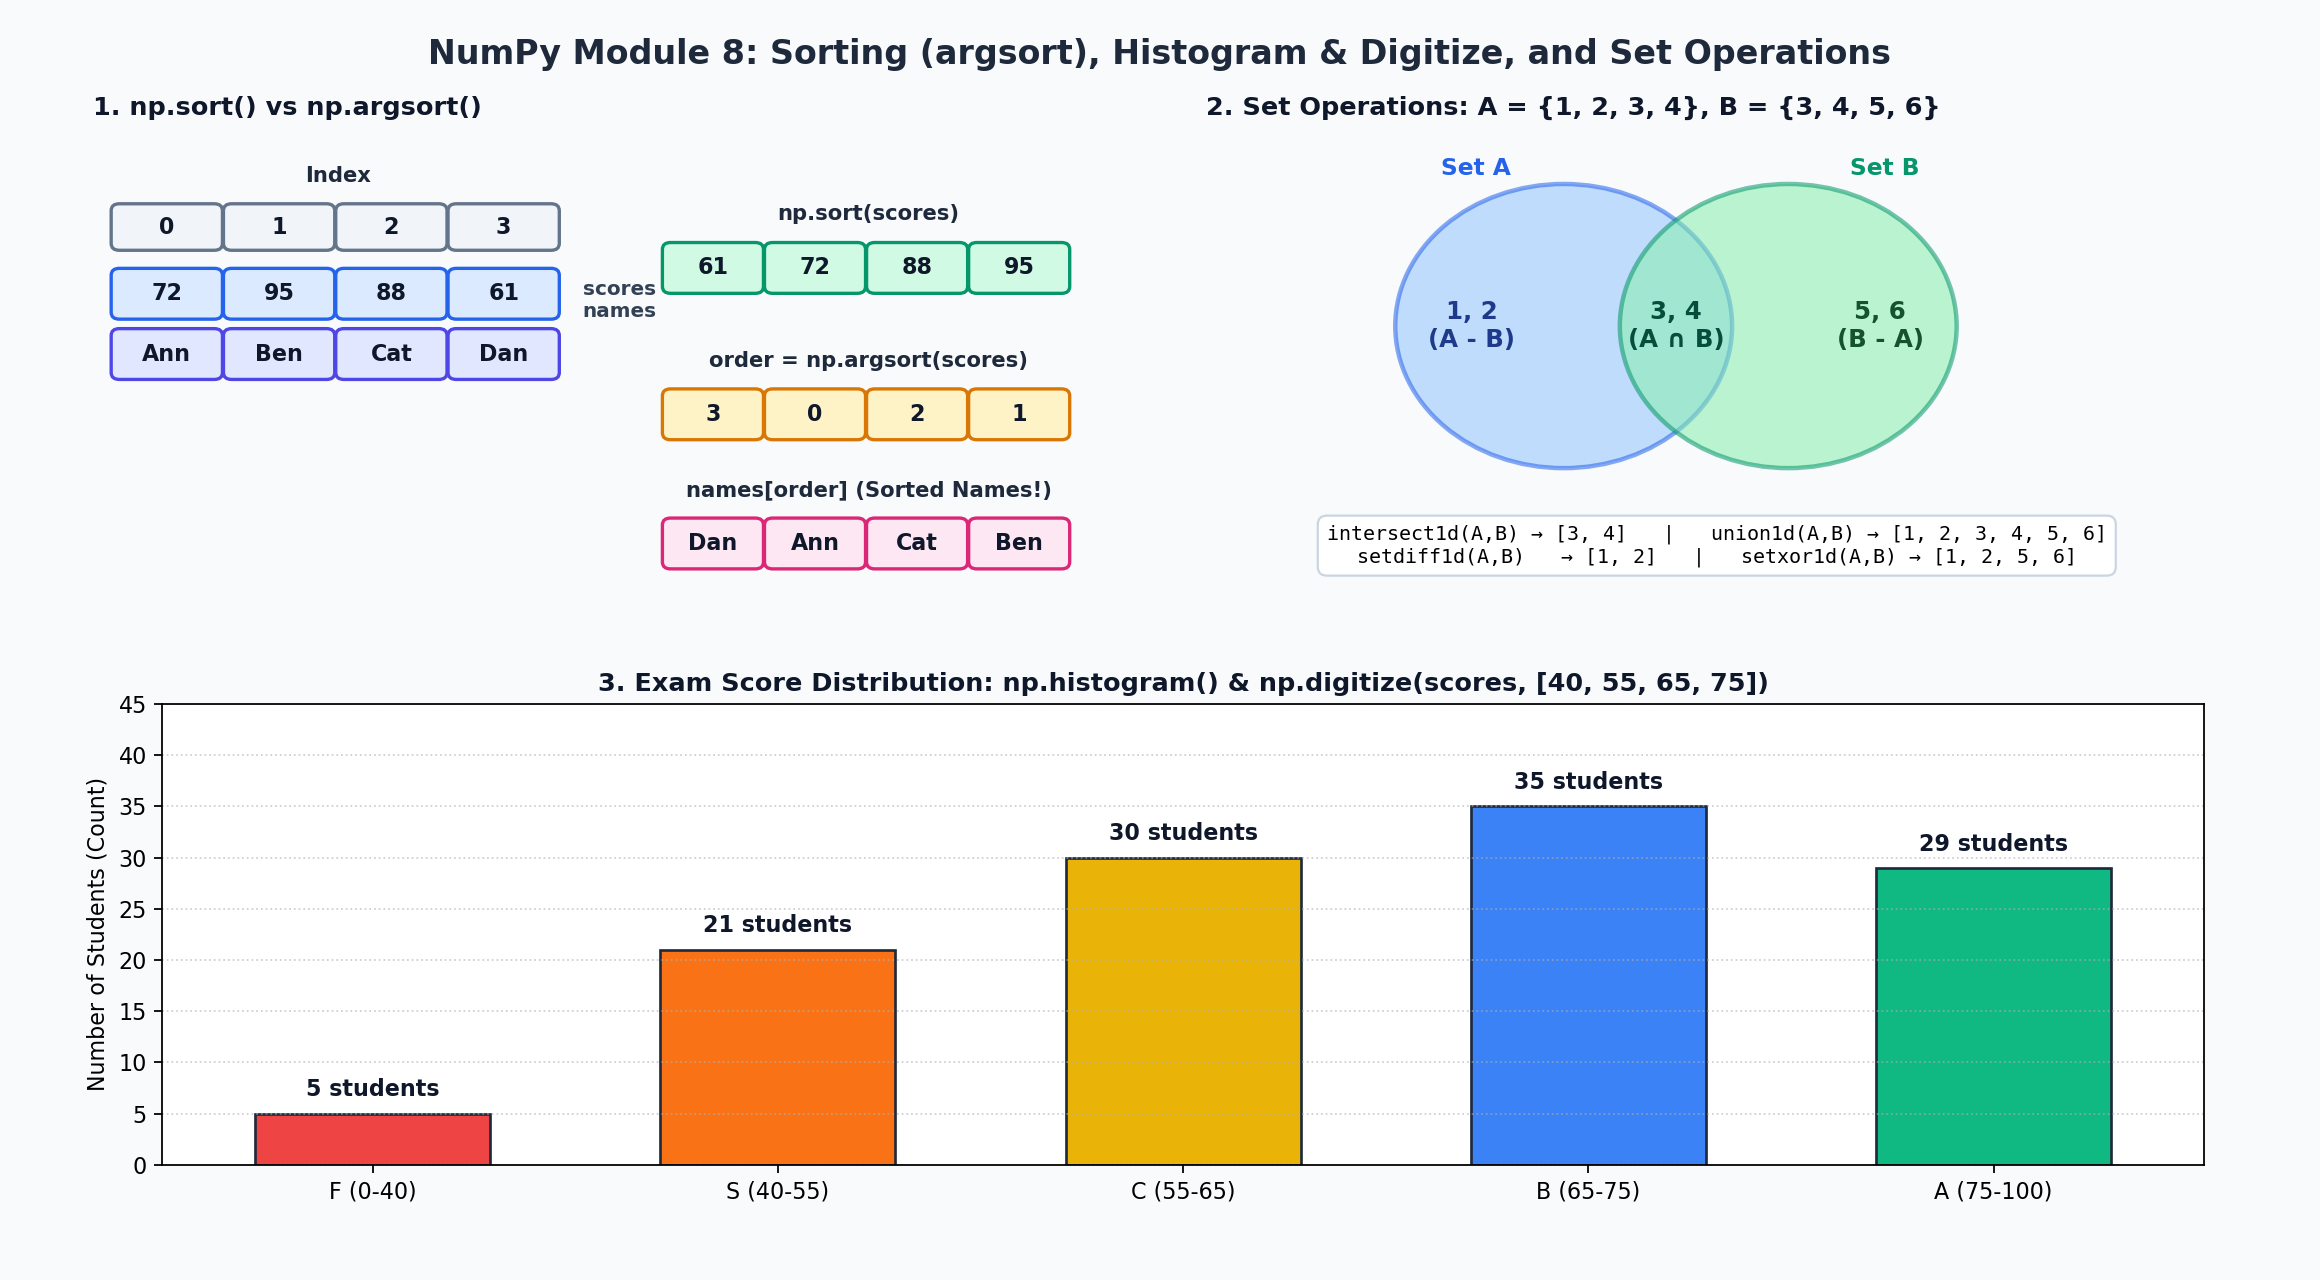 NumPy Module 8: Sorting (argsort), Histogram & Digitize, and Set Operations
1. np.sort() vs np.argsort()
Index
0 1 2 3
72 95 88 61
Ann Ben Cat Dan
scores
names
np.sort(scores)
61 72 88 95
order = np.argsort(scores)
3 0 2 1
names[order] (Sorted Names!)
Dan Ann Cat Ben
2. Set Operations: A = {1, 2, 3, 4}, B = {3, 4, 5, 6}
Set A
Set B
1, 2
(A - B)
3, 4
(A ∩ B)
5, 6
(B - A)
intersect1d(A,B) → [3, 4] | union1d(A,B) → [1, 2, 3, 4, 5, 6]
setdiff1d(A,B) → [1, 2] | setxor1d(A,B) → [1, 2, 5, 6]
3. Exam Score Distribution: np.histogram() & np.digitize(scores, [40, 55, 65, 75])
Number of Students (Count)
45
40
35
30
25
20
15
10
5
0
5 students
21 students
30 students
35 students
29 students
F (0-40)
S (40-55)
C (55-65)
B (65-75)
A (75-100)